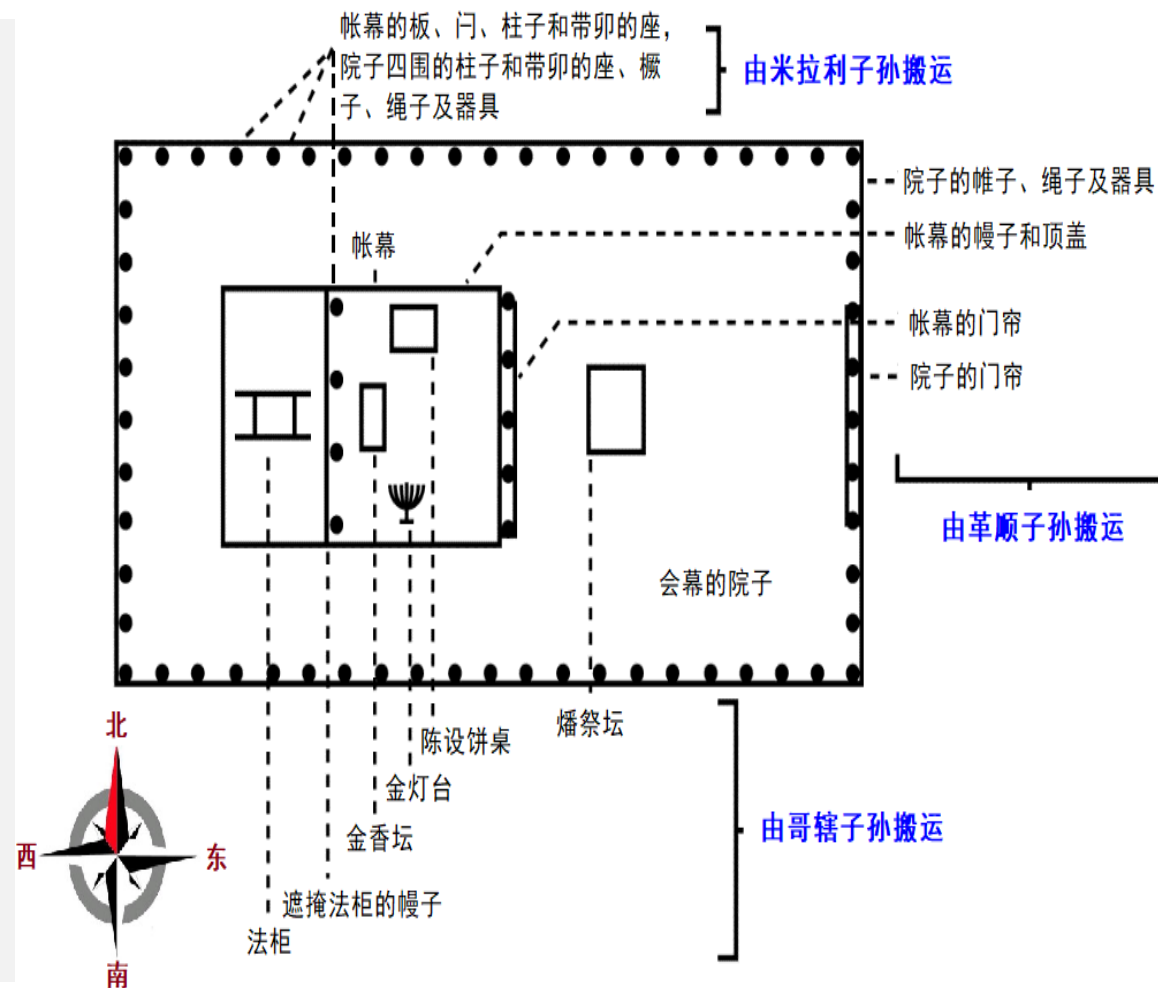 帐幕的板、闩、柱子和带卯的座，
院子四围的柱子和带卯的座、橛
子、绳子及器具
由米拉利子孙搬运
院子的帷子、绳子及器具
帐幕的幔子和顶盖
帐幕
帐幕的门帘
院子的门帘
由革顺子孙搬运
会幕的院子
燔祭坛
陈设饼桌
金灯台
金香坛
遮掩法柜的幔子
法柜
由哥辖子孙搬运
北
西
东
南